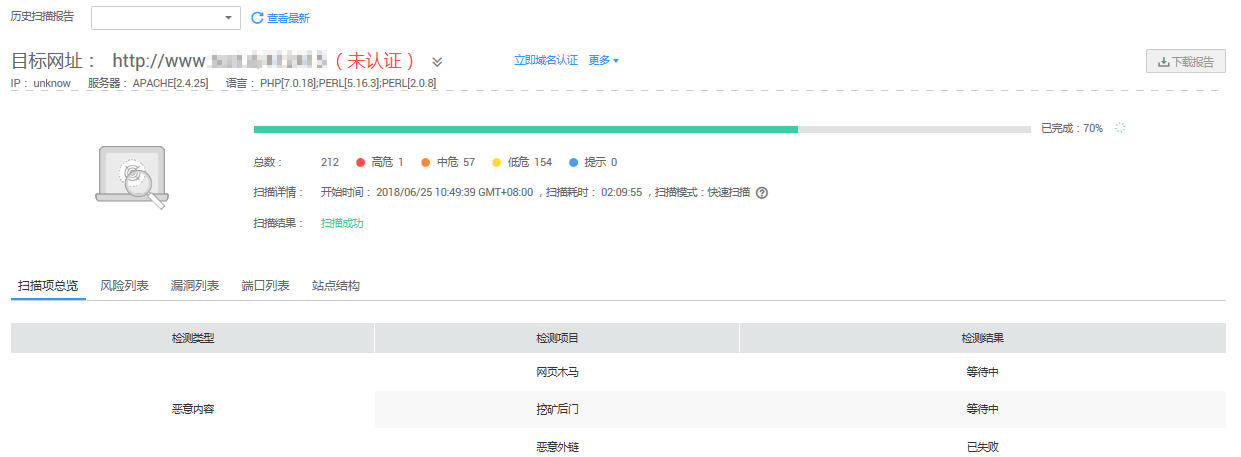 历史扫描报告 查看最新
目标网址： http://www. （未认证） 立即域名认证 更多 下载报告
IP： unknow 服务器： APACHE[2.4.25] 语言： PHP[7.0.18];PERL[5.16.3];PERL[2.0.8]
已完成：70%
总数： 212 高危 1 中危 57 低危 154 提示 0
扫描详情： 开始时间：2018/06/25 10:49:39 GMT+08:00 ，扫描耗时： 02:09:55 ，扫描模式：快速扫描 ?
扫描结果： 扫描成功
扫描项总览 风险列表 漏洞列表 端口列表 站点结构
检测类型 检测项目 检测结果
网页木马 等待中
恶意内容 挖矿后门 等待中
恶意外链 已失败